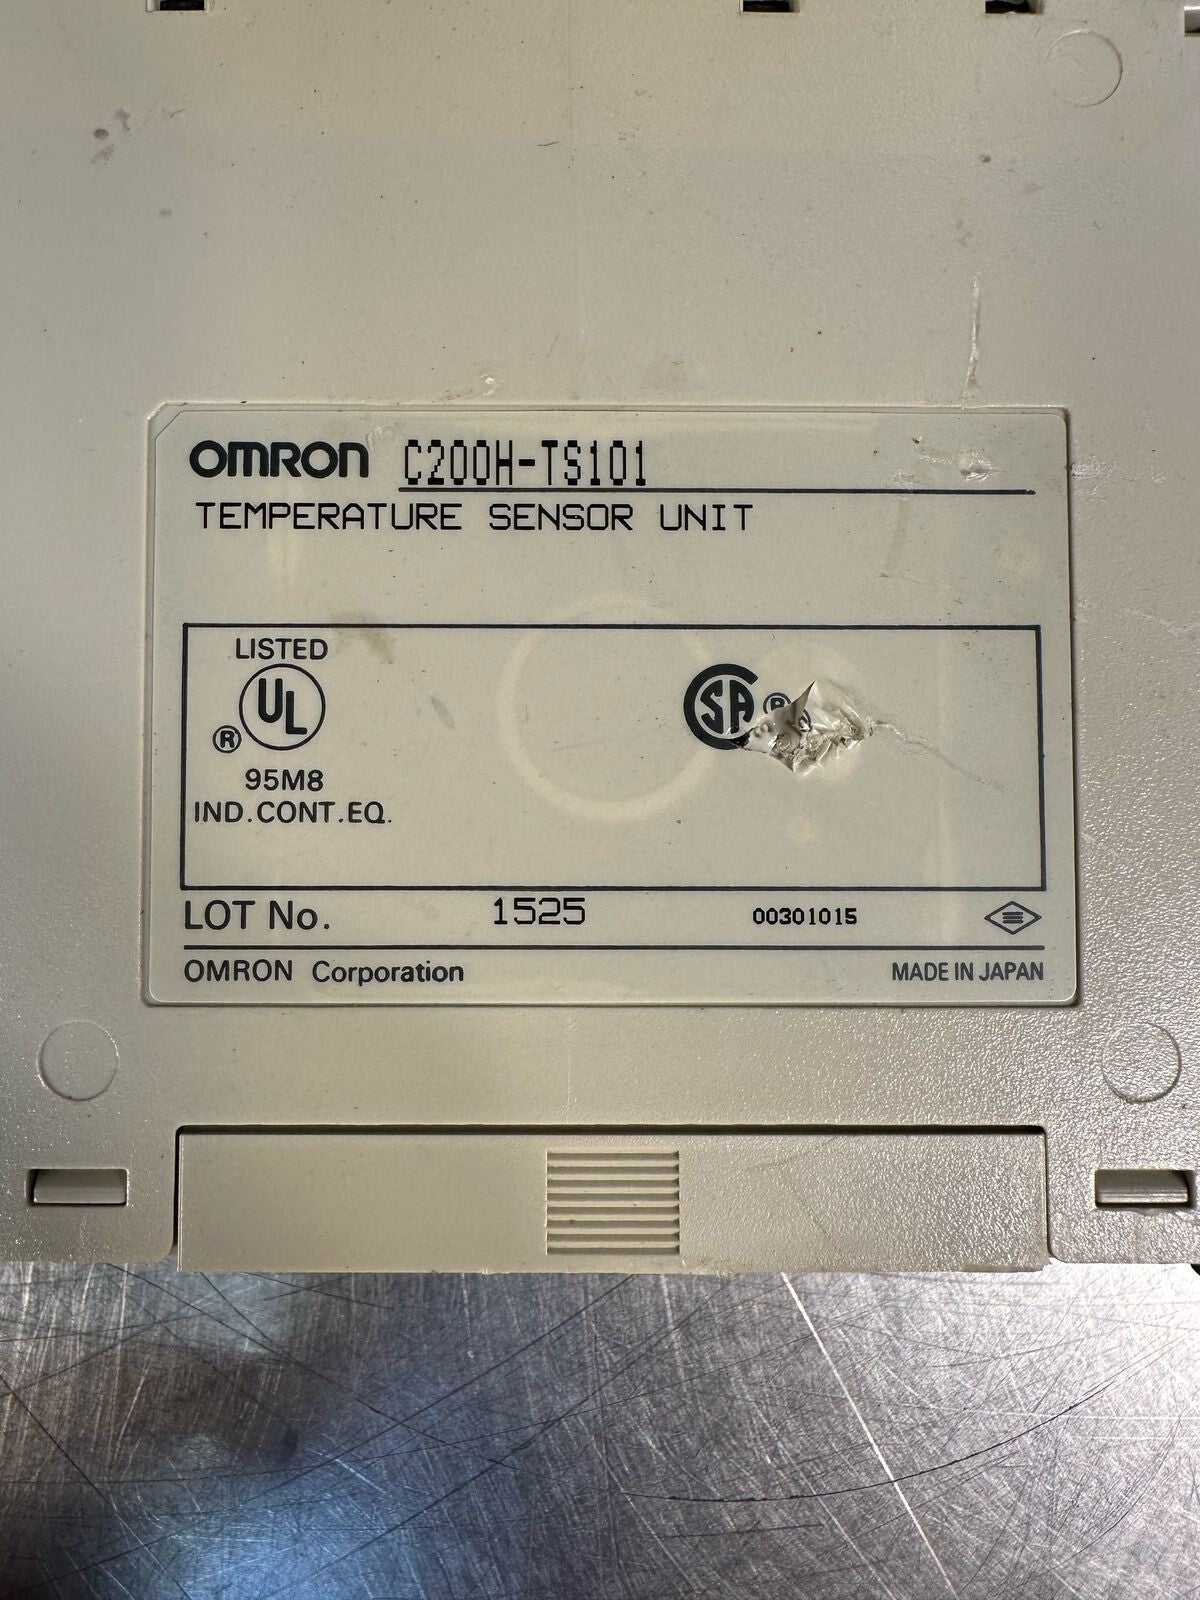 OMRON C200H-TS101
TEMPERATURE SENSOR UNIT
LISTED
UL
®
95M8
IND.CONT.EQ.
SA ®
LOT No. 1525 00301015
OMRON Corporation MADE IN JAPAN